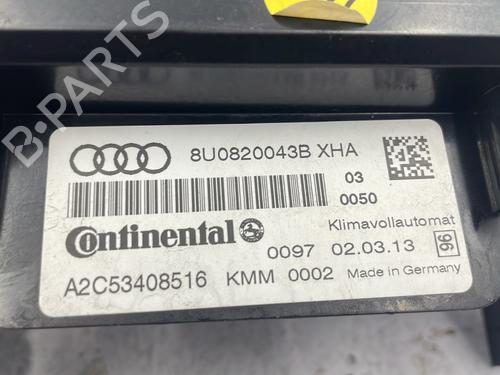 8U0820043B XHA
03
0050
Continental
Klimavollautomat
0097 02.03.13 96
A2C53408516 KMM 0002 Made in Germany
B-PARTS